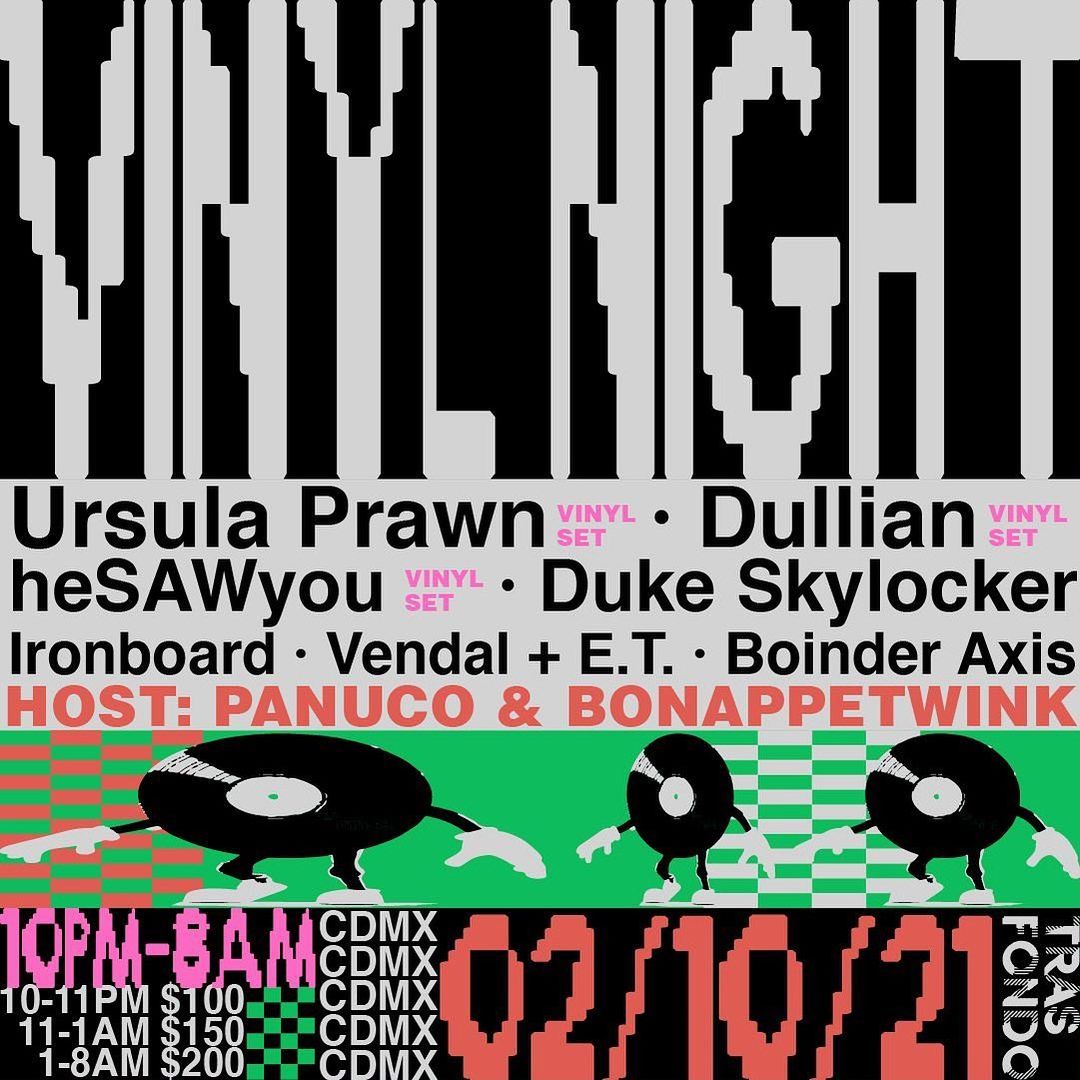 VINYL NIGHT
Ursula Prawn VINYL SET · Dullian VINYL SET
heSAWyou VINYL SET · Duke Skylocker
Ironboard · Vendal + E.T. · Boinder Axis
HOST: PANUCO & BONAPPETWINK
10PM-8AM
10-11PM $100
11-1AM $150
1-8AM $200
CDMX
CDMX
CDMX
CDMX
CDMX
02/10/21
TRAS
FONDO